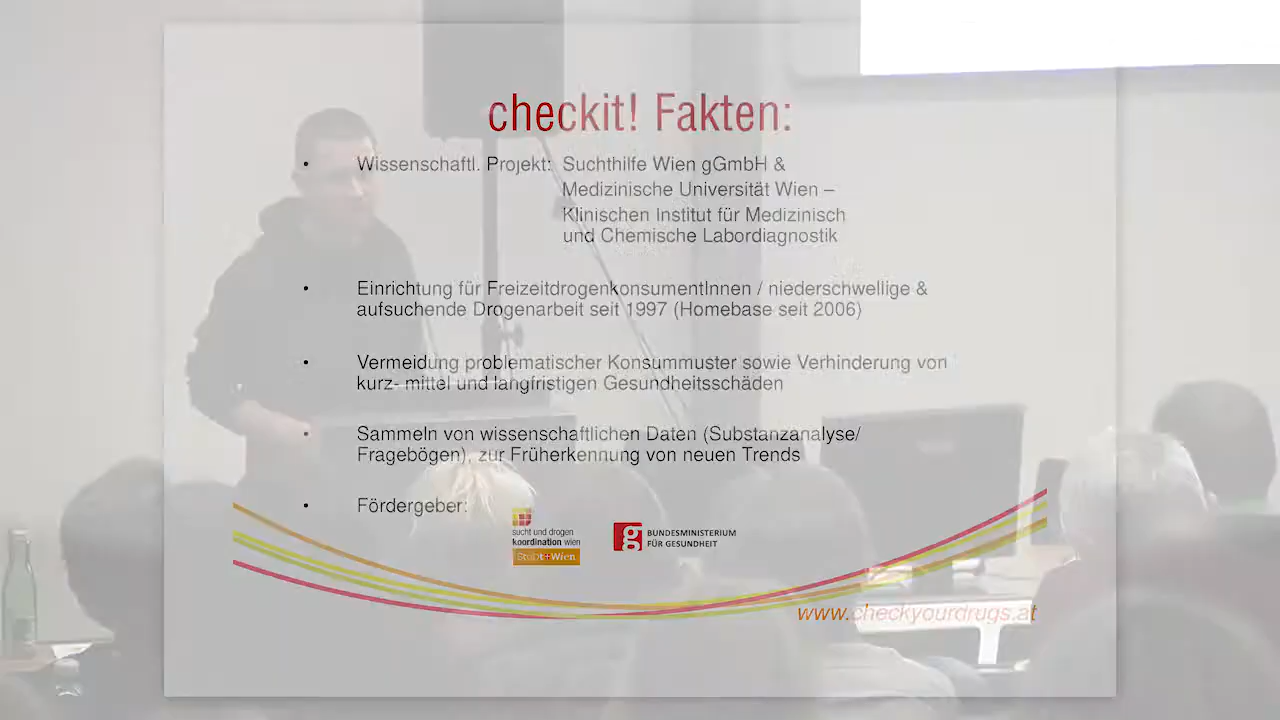 checkit! Fakten:
• Wissenschaftl. Projekt: Suchthilfe Wien gGmbH &
Medizinische Universität Wien –
Klinischen Institut für Medizinisch
und Chemische Labordiagnostik
• Einrichtung für FreizeitdrogenkonsumentInnen / niederschwellige &
aufsuchende Drogenarbeit seit 1997 (Homebase seit 2006)
• Vermeidung problematischer Konsummuster sowie Verhinderung von
kurz- mittel und langfristigen Gesundheitsschäden
• Sammeln von wissenschaftlichen Daten (Substanzanalyse/
Fragebögen), zur Früherkennung von neuen Trends
• Fördergeber:
sucht und drogen
koordination wien
StaDt+Wien
BUNDESMINISTERIUM
FÜR GESUNDHEIT
www.checkyourdrugs.at